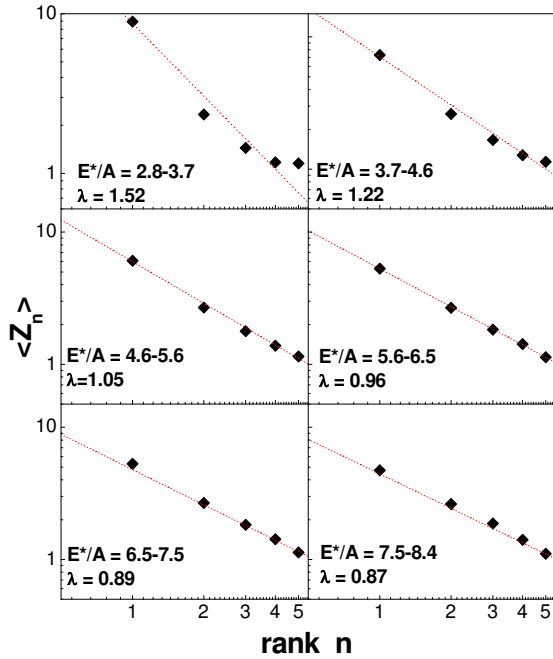 10
1
E*/A = 2.8-3.7
λ = 1.52
E*/A = 3.7-4.6
λ = 1.22
<Z_n>
10
1
E*/A = 4.6-5.6
λ=1.05
E*/A = 5.6-6.5
λ = 0.96
10
1
E*/A = 6.5-7.5
λ = 0.89
E*/A = 7.5-8.4
λ = 0.87
1 2 3 4 5 1 2 3 4 5
rank n